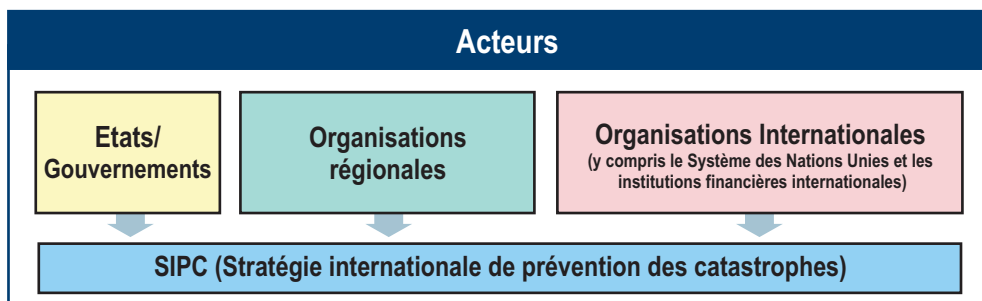 Acteurs
Etats/
Gouvernements
Organisations
régionales
Organisations Internationales
(y compris le Système des Nations Unies et les
institutions financières internationales)
SIPC (Stratégie internationale de prévention des catastrophes)